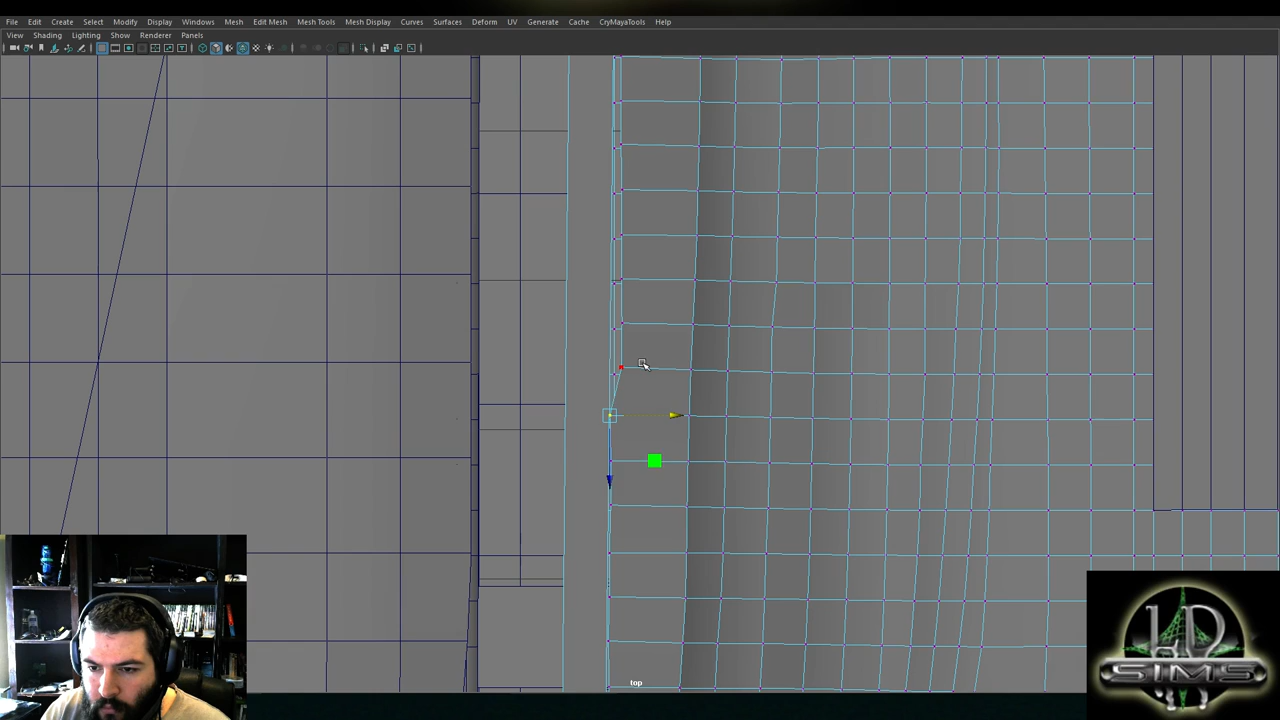 File Edit Create Select Modify Display Windows Mesh Edit Mesh Mesh Tools Mesh Display Curves Surfaces Deform UV Generate Cache CryMayaTools Help
View Shading Lighting Show Renderer Panels
top
SIMS